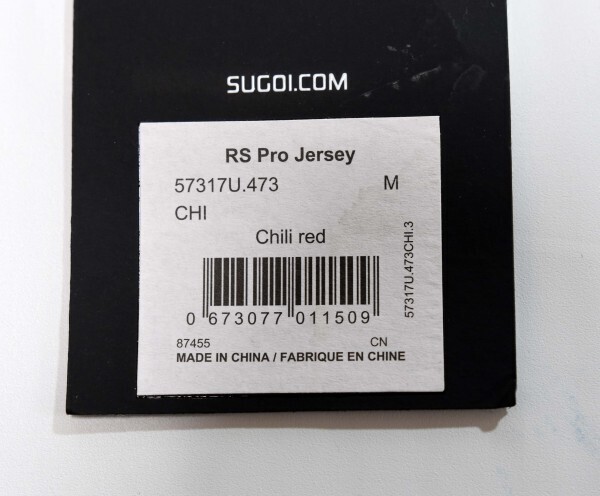 SUGOI.COM
RS Pro Jersey
57317U.473 M
CHI
Chili red
57317U.473CHI.3
0 673077 011509
87455 CN
MADE IN CHINA / FABRIQUE EN CHINE